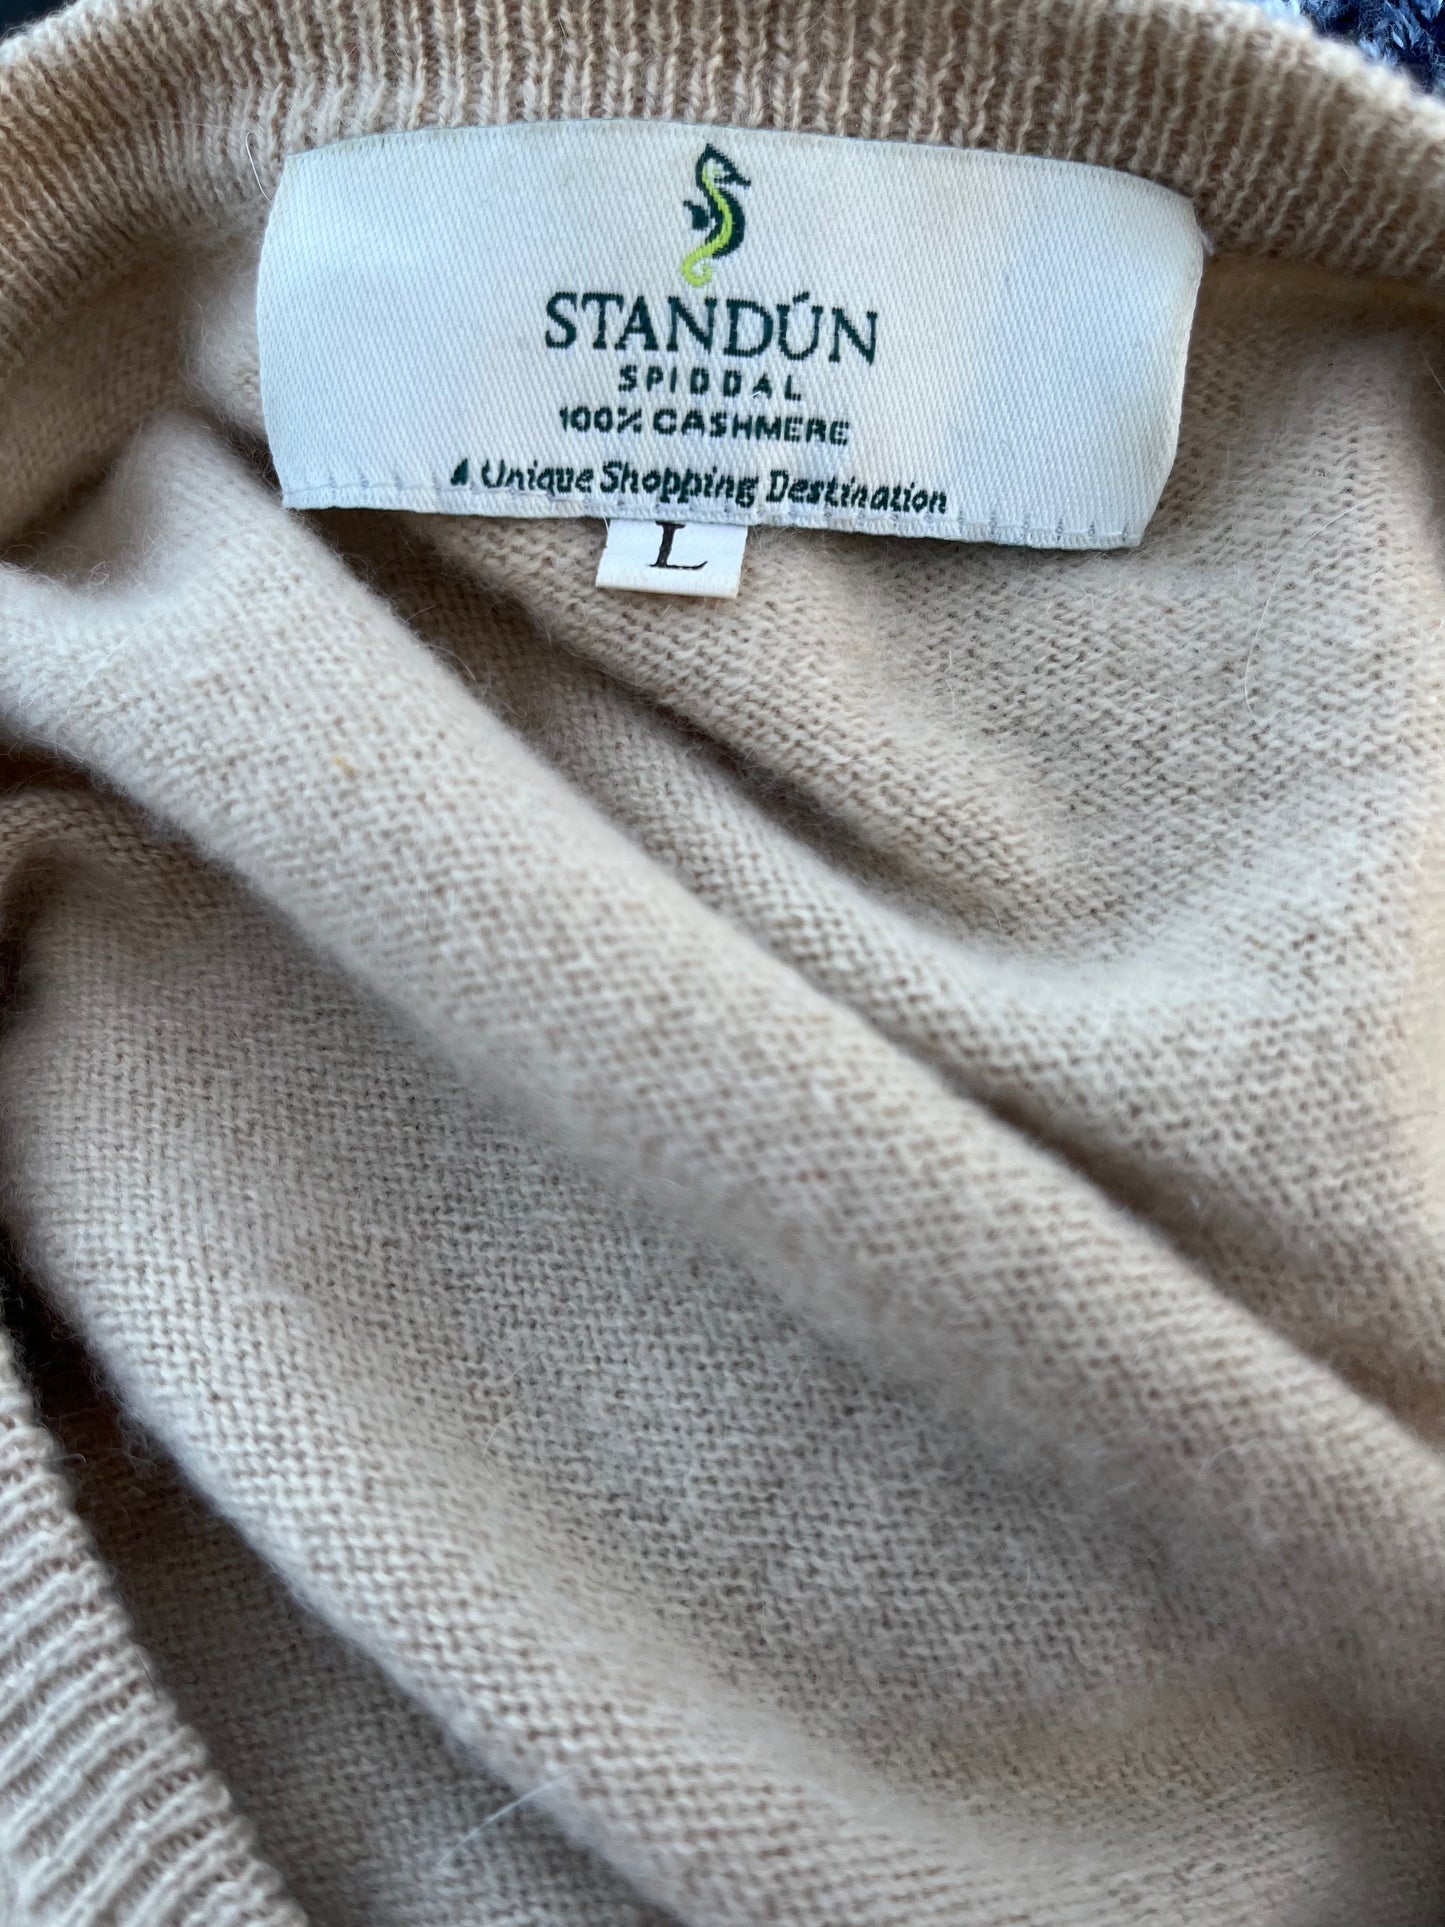 STANDÚN
SPIDDAL
100% CASHMERE
A Unique Shopping Destination
L